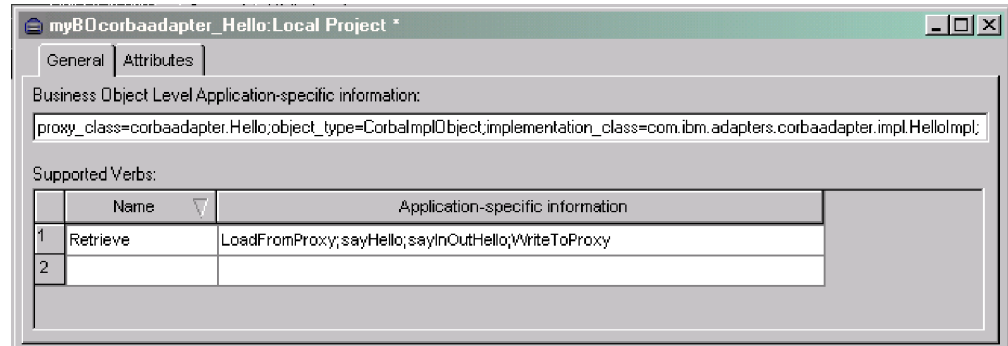 myBOcorbaadapter_Hello:Local Project *
General Attributes
Business Object Level Application-specific information:
proxy_class=corbaadapter.Hello;object_type=CorbaImplObject;implementation_class=com.ibm.adapters.corbaadapter.impl.HelloImpl;
Supported Verbs:
Name Application-specific information
1 Retrieve LoadFromProxy;sayHello;sayInOutHello;WriteToProxy
2